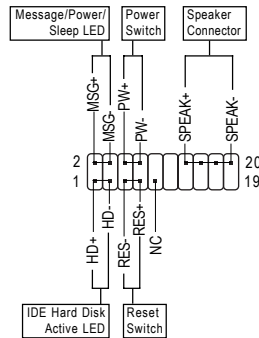 Message/Power/
Sleep LED
Power
Switch
Speaker
Connector
MSG+
MSG-
PW+
PW-
SPEAK+
SPEAK-
2
20
1
19
HD+
HD-
RES-
RES+
NC
IDE Hard Disk
Active LED
Reset
Switch